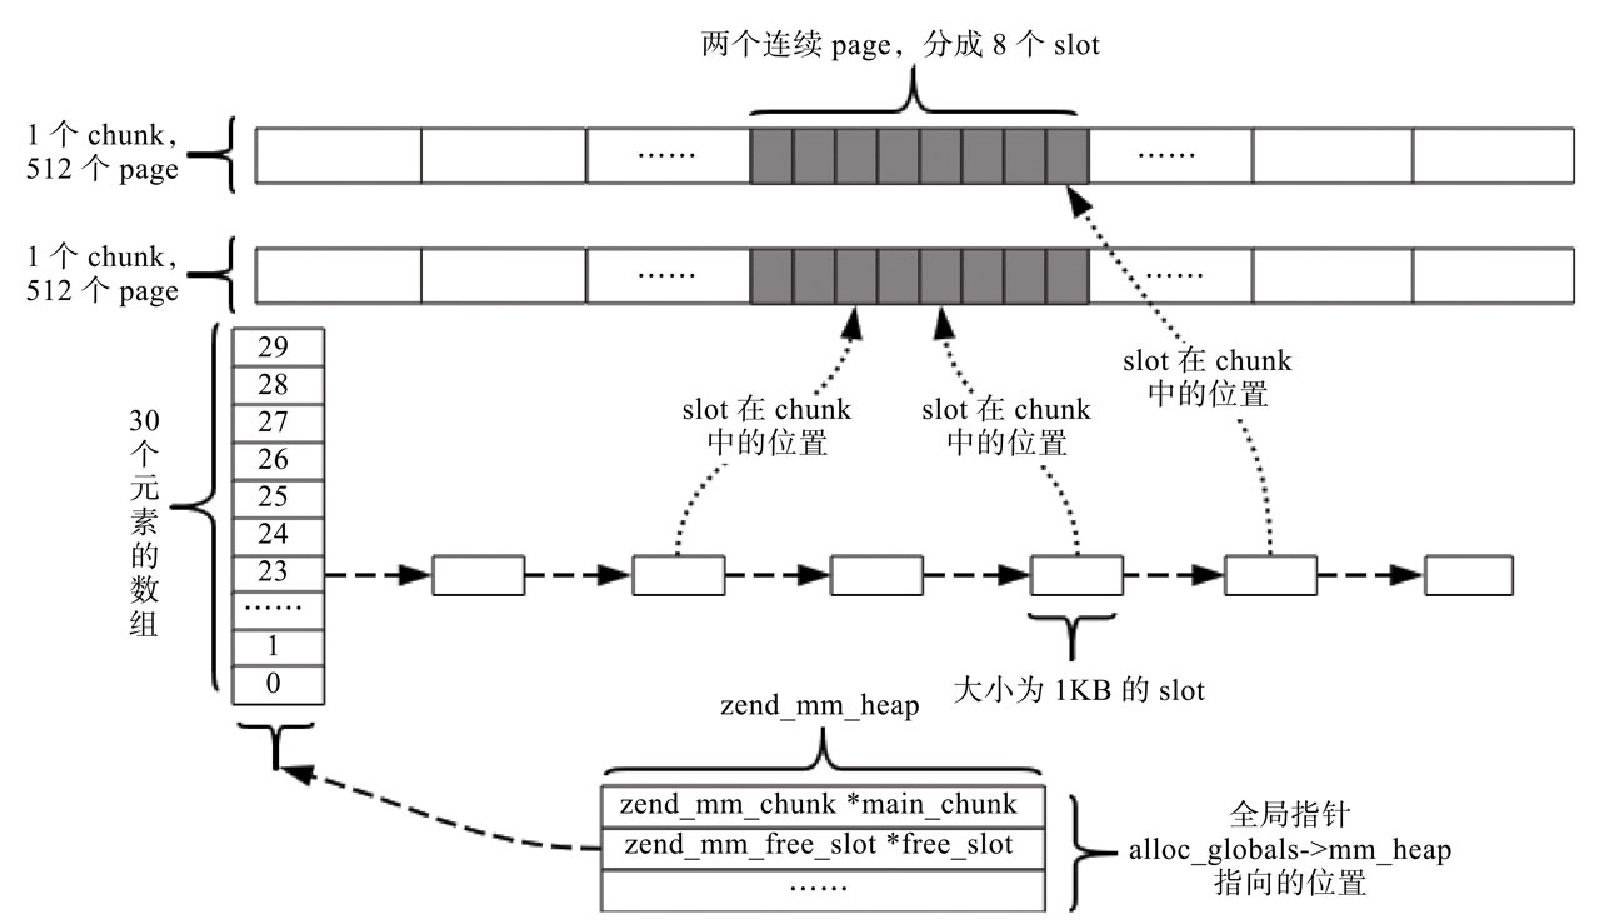 两个连续 page，分成 8 个 slot
1 个 chunk，
512 个 page
……
……
1 个 chunk，
512 个 page
……
……
30
个
元
素
的
数
组
29
28
27
26
25
24
23
……
1
0
slot 在 chunk
中的位置
slot 在 chunk
中的位置
slot 在 chunk
中的位置
大小为 1KB 的 slot
zend_mm_heap
zend_mm_chunk *main_chunk
zend_mm_free_slot *free_slot
……
全局指针
alloc_globals->mm_heap
指向的位置